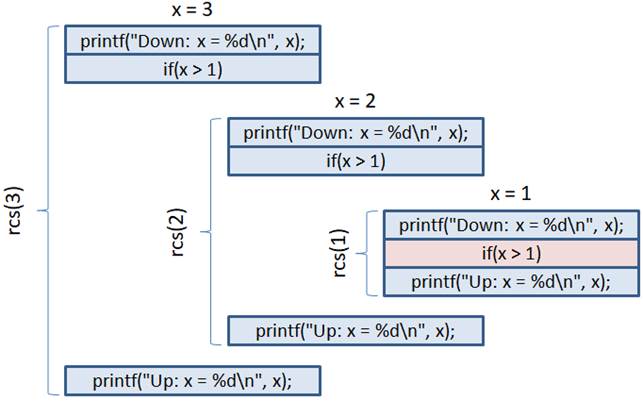 x = 3
printf("Down: x = %d\n", x);
if(x > 1)
x = 2
printf("Down: x = %d\n", x);
if(x > 1)
x = 1
printf("Down: x = %d\n", x);
if(x > 1)
printf("Up: x = %d\n", x);
rcs(1)
rcs(2)
rcs(3)
printf("Up: x = %d\n", x);
printf("Up: x = %d\n", x);